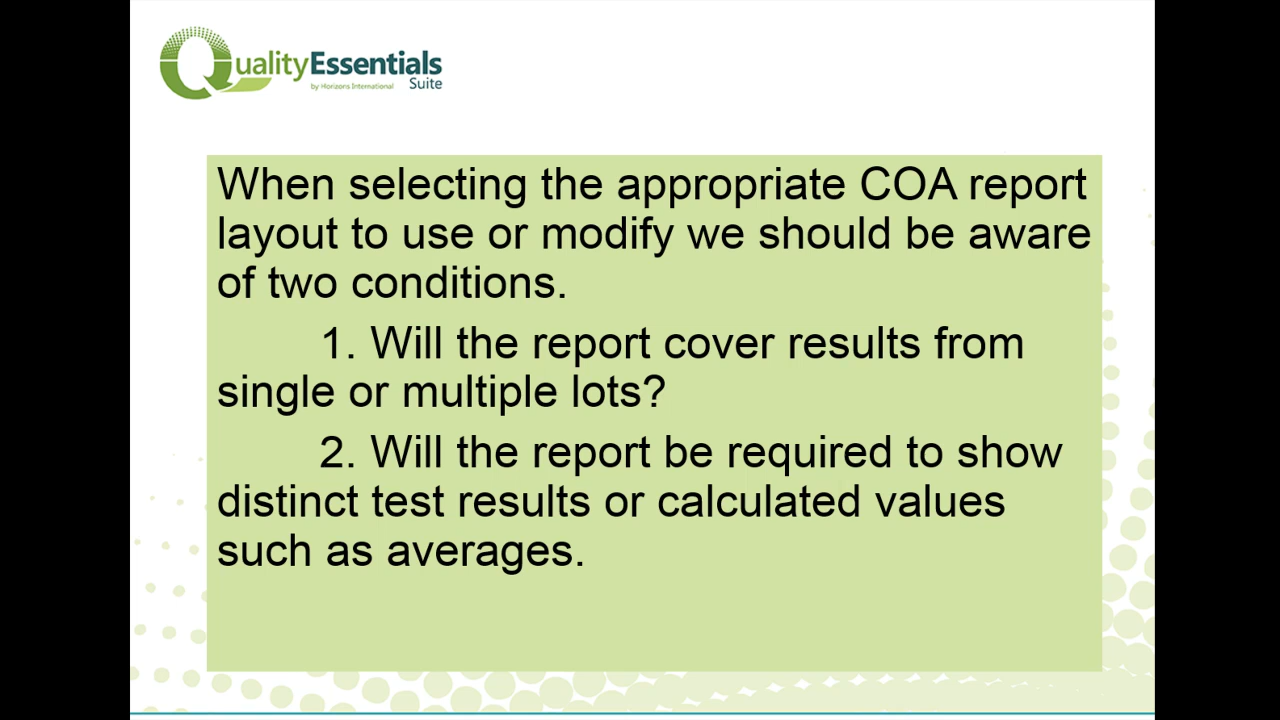 QualityEssentials
by Horizons International Suite
When selecting the appropriate COA report
layout to use or modify we should be aware
of two conditions.
1. Will the report cover results from
single or multiple lots?
2. Will the report be required to show
distinct test results or calculated values
such as averages.